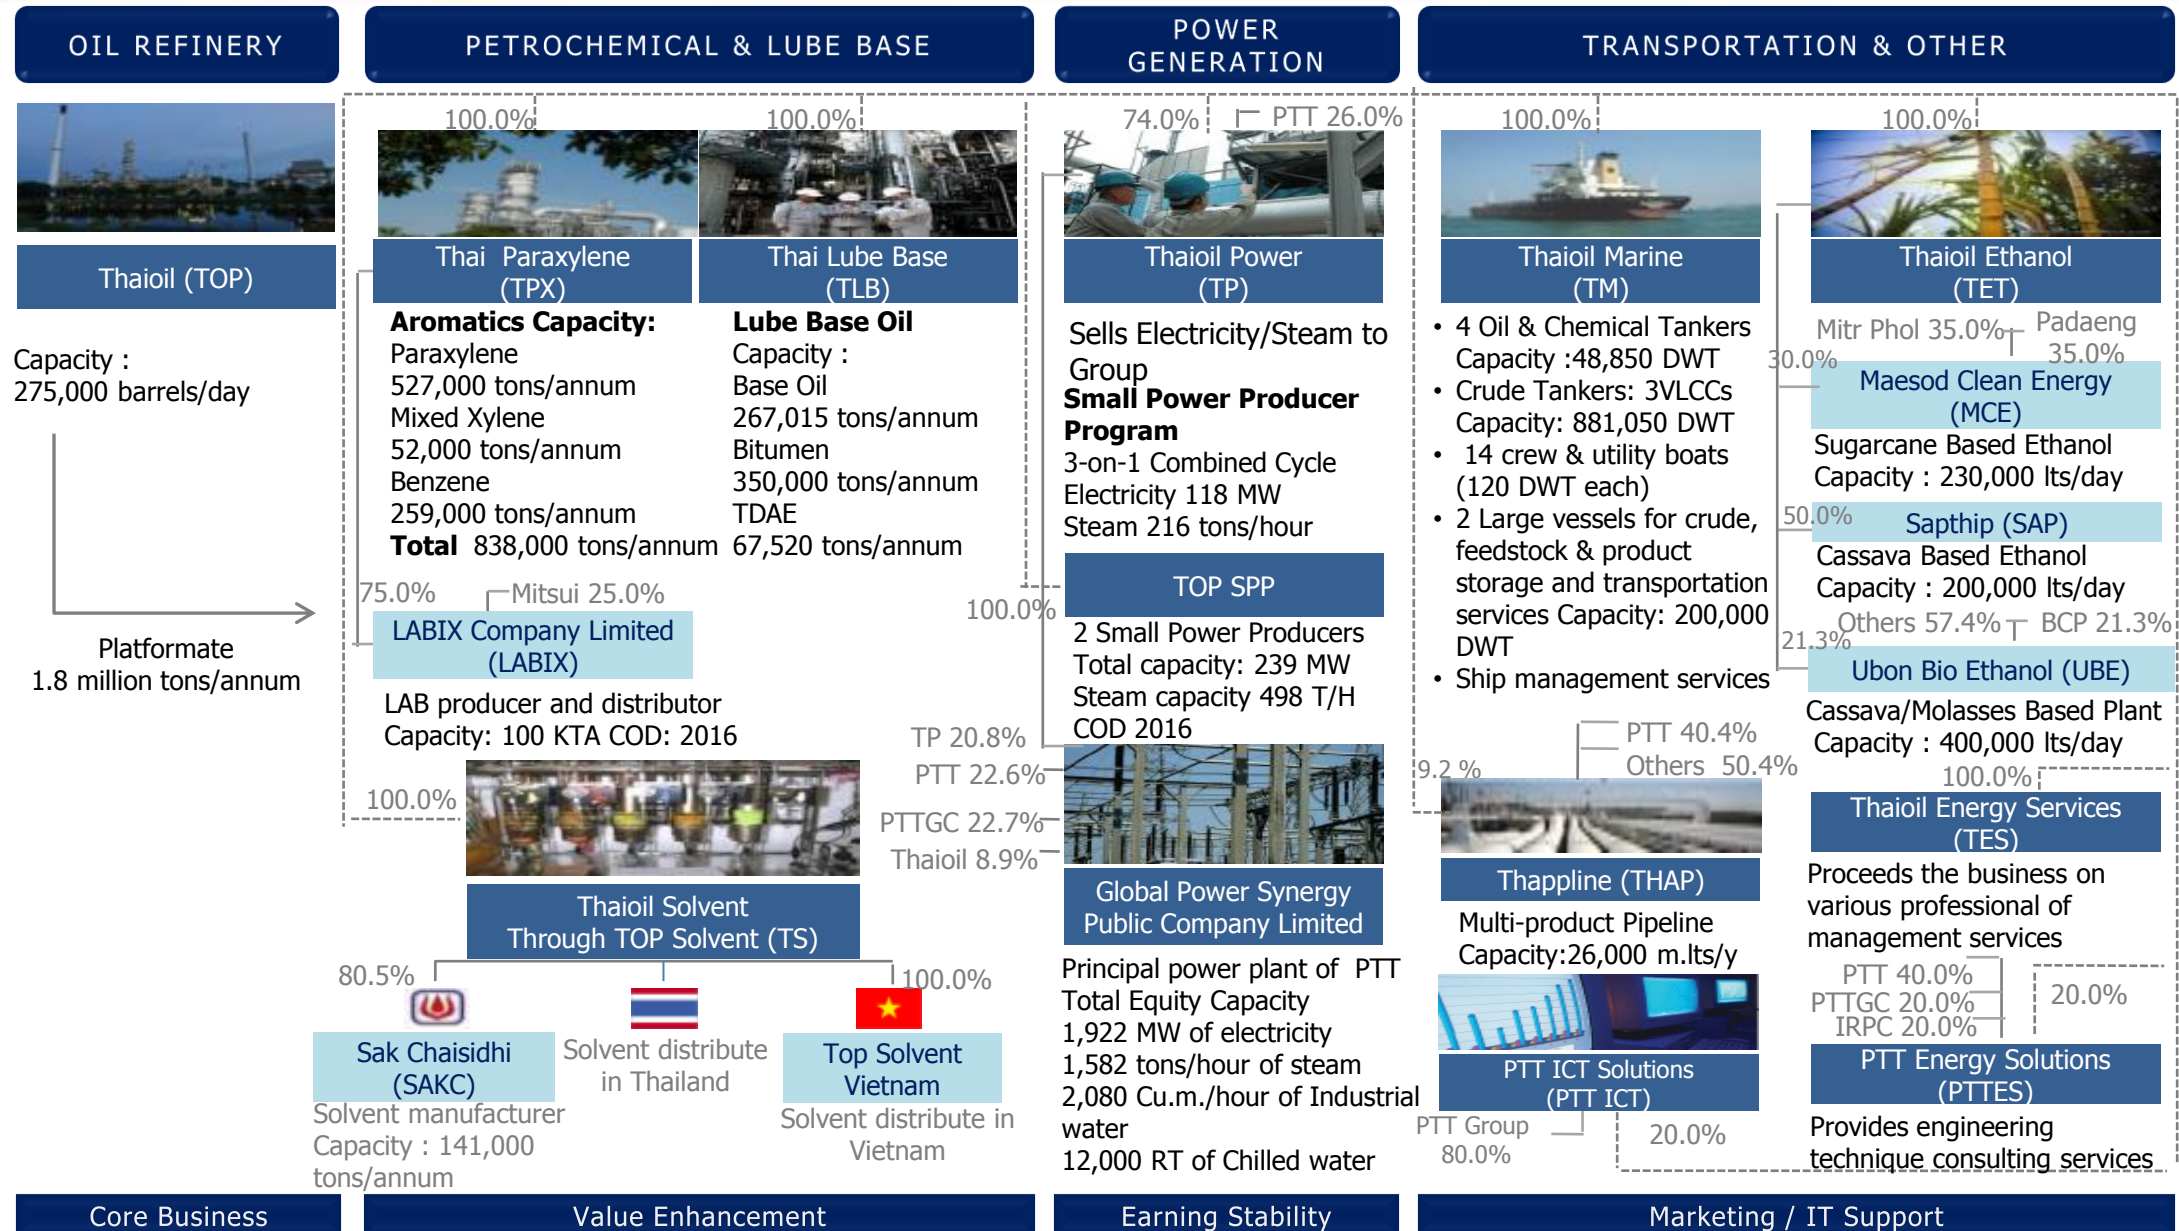 OIL REFINERY
PETROCHEMICAL & LUBE BASE
POWER
GENERATION
TRANSPORTATION & OTHER
Thaioil (TOP)
Capacity :
275,000 barrels/day
Platformate
1.8 million tons/annum
100.0%
Thai Paraxylene
(TPX)
Aromatics Capacity:
Paraxylene
527,000 tons/annum
Mixed Xylene
52,000 tons/annum
Benzene
259,000 tons/annum
Total 838,000 tons/annum
100.0%
Thai Lube Base
(TLB)
Lube Base Oil
Capacity :
Base Oil
267,015 tons/annum
Bitumen
350,000 tons/annum
TDAE
67,520 tons/annum
75.0%
Mitsui 25.0%
LABIX Company Limited
(LABIX)
LAB producer and distributor
Capacity: 100 KTA COD: 2016
100.0%
Thaioil Solvent
Through TOP Solvent (TS)
80.5%
100.0%
Sak Chaisidhi
(SAKC)
Solvent manufacturer
Capacity : 141,000
tons/annum
Solvent distribute
in Thailand
Top Solvent
Vietnam
Solvent distribute in
Vietnam
74.0%
PTT 26.0%
Thaioil Power
(TP)
Sells Electricity/Steam to
Group
Small Power Producer
Program
3-on-1 Combined Cycle
Electricity 118 MW
Steam 216 tons/hour
100.0%
TOP SPP
2 Small Power Producers
Total capacity: 239 MW
Steam capacity 498 T/H
COD 2016
TP 20.8%
PTT 22.6%
PTTGC 22.7%
Thaioil 8.9%
Global Power Synergy
Public Company Limited
Principal power plant of PTT
Total Equity Capacity
1,922 MW of electricity
1,582 tons/hour of steam
2,080 Cu.m./hour of Industrial
water
12,000 RT of Chilled water
100.0%
Thaioil Marine
(TM)
• 4 Oil & Chemical Tankers
Capacity :48,850 DWT
• Crude Tankers: 3VLCCs
Capacity: 881,050 DWT
• 14 crew & utility boats
(120 DWT each)
• 2 Large vessels for crude,
feedstock & product
storage and transportation
services Capacity: 200,000
DWT
• Ship management services
PTT 40.4%
Others 50.4%
9.2 %
Thappline (THAP)
Multi-product Pipeline
Capacity:26,000 m.lts/y
PTT ICT Solutions
(PTT ICT)
PTT Group
80.0%
20.0%
100.0%
Thaioil Ethanol
(TET)
Mitr Phol 35.0%
Padaeng
35.0%
30.0%
Maesod Clean Energy
(MCE)
Sugarcane Based Ethanol
Capacity : 230,000 lts/day
50.0%
Sapthip (SAP)
Cassava Based Ethanol
Capacity : 200,000 lts/day
Others 57.4%
BCP 21.3%
21.3%
Ubon Bio Ethanol (UBE)
Cassava/Molasses Based Plant
Capacity : 400,000 lts/day
100.0%
Thaioil Energy Services
(TES)
Proceeds the business on
various professional of
management services
PTT 40.0%
PTTGC 20.0%
IRPC 20.0%
20.0%
PTT Energy Solutions
(PTTES)
Provides engineering
technique consulting services
Core Business
Value Enhancement
Earning Stability
Marketing / IT Support